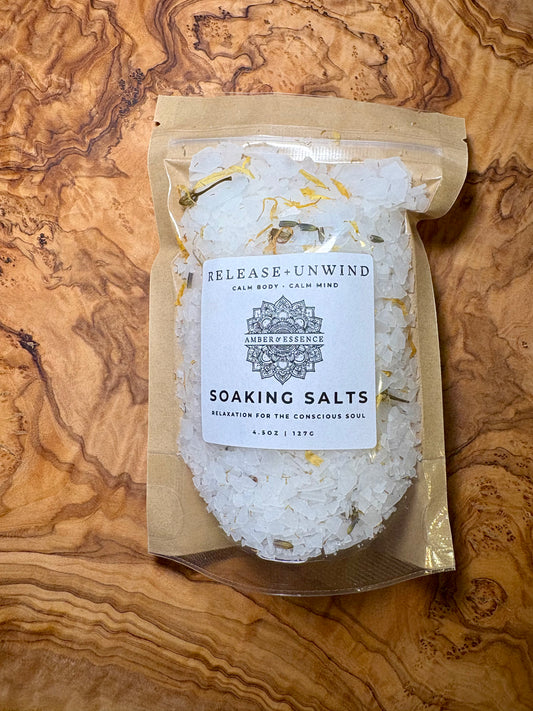 RELEASE+UNWIND
CALM BODY • CALM MIND
AMBER & ESSENCE
SOAKING SALTS
RELAXATION FOR THE CONSCIOUS SOUL
4.5OZ | 127G